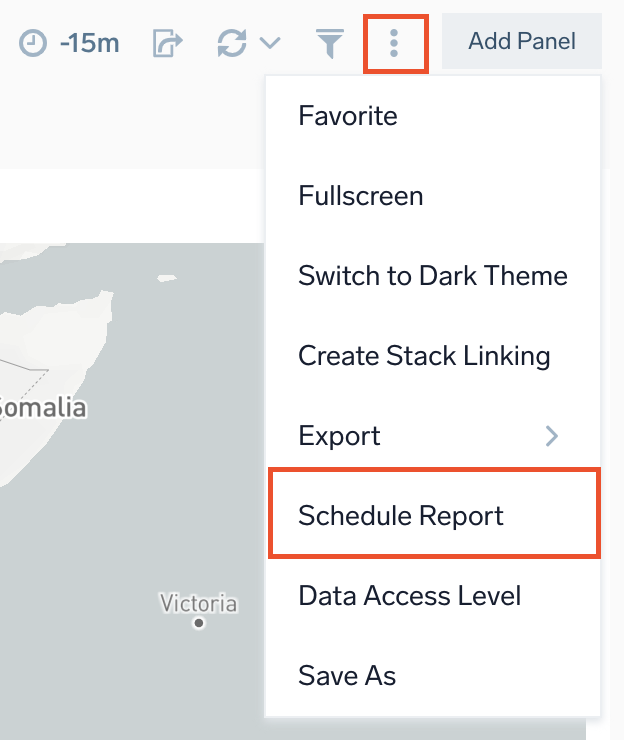 -15m
Add Panel
Favorite
Fullscreen
Switch to Dark Theme
Create Stack Linking
Export
Somalia
Schedule Report
Data Access Level
Victoria
Save As